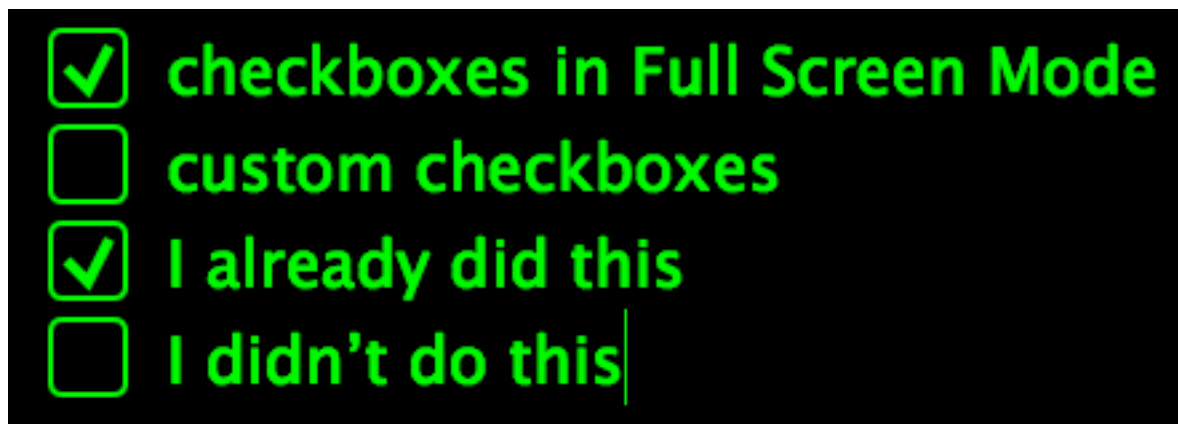 checkboxes in Full Screen Mode
custom checkboxes
I already did this
I didn’t do this